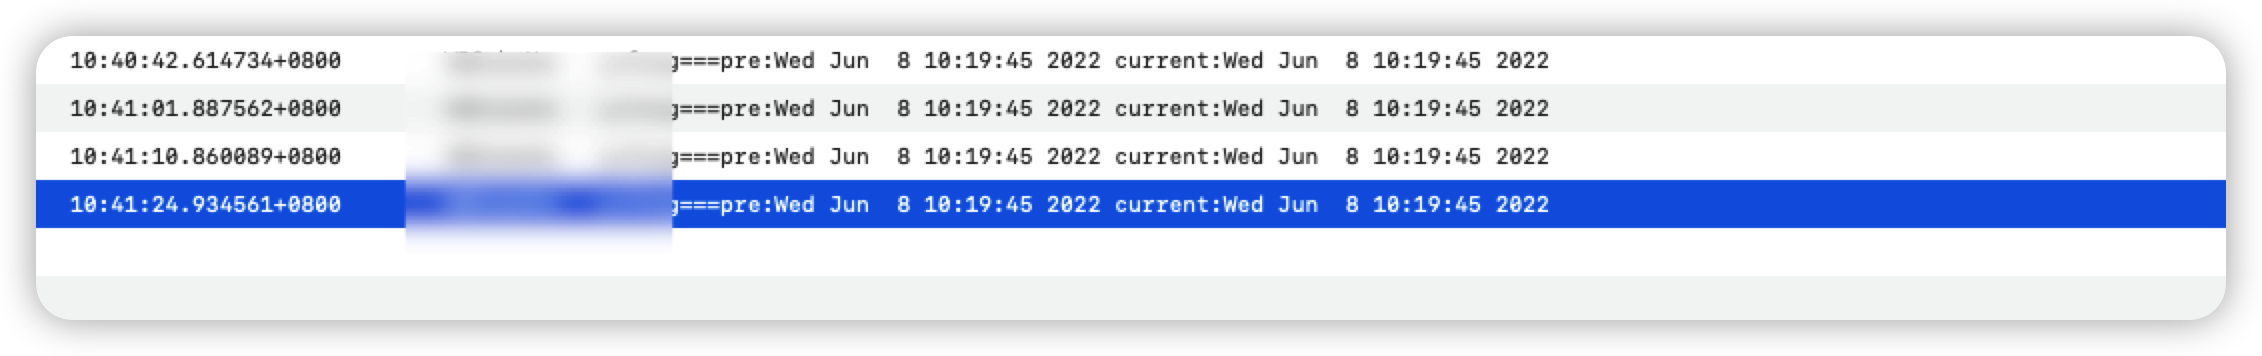 10:40:42.614734+0800 g===pre:Wed Jun  8 10:19:45 2022 current:Wed Jun  8 10:19:45 2022
10:41:01.887562+0800 g===pre:Wed Jun  8 10:19:45 2022 current:Wed Jun  8 10:19:45 2022
10:41:10.860089+0800 g===pre:Wed Jun  8 10:19:45 2022 current:Wed Jun  8 10:19:45 2022
10:41:24.934561+0800 g===pre:Wed Jun  8 10:19:45 2022 current:Wed Jun  8 10:19:45 2022